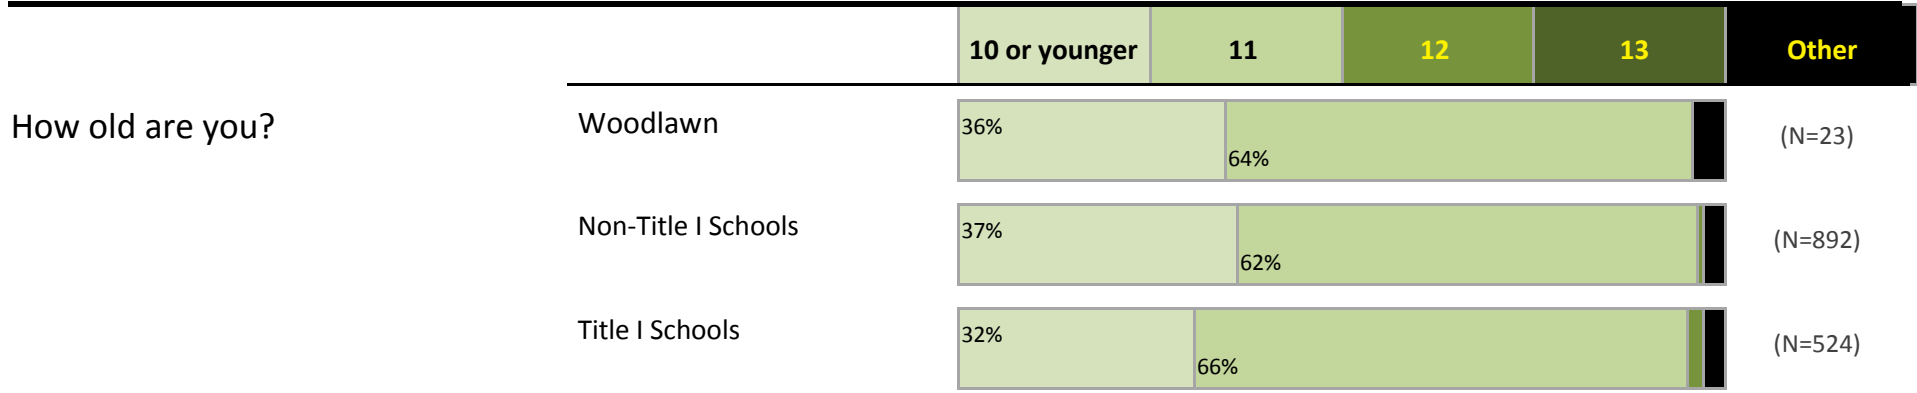 10 or younger 11 12 13 Other
How old are you? Woodlawn 36% 64% (N=23)
Non-Title I Schools 37% 62% (N=892)
Title I Schools 32% 66% (N=524)